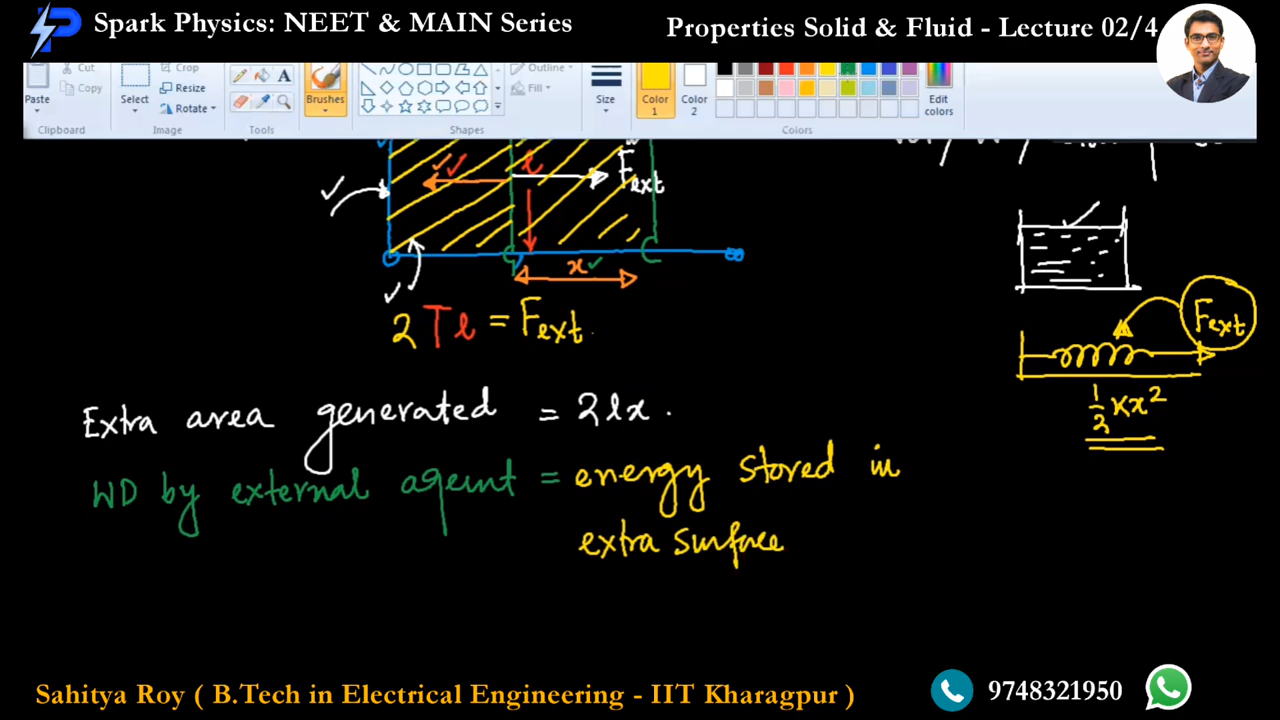 Spark Physics: NEET & MAIN Series
Properties Solid & Fluid - Lecture 02/4
Paste
Cut
Copy
Clipboard
Select
Crop
Resize
Rotate
Image
A
Tools
Brushes
Outline
Fill
Shapes
Size
Color 1
Color 2
Edit colors
Colors
l
Fext
x
2 Tl = Fext
Fext
1/2 Kx²
Extra area generated = 2lx.
WD by external agent = energy stored in
extra surface
Sahitya Roy ( B.Tech in Electrical Engineering - IIT Kharagpur )
9748321950